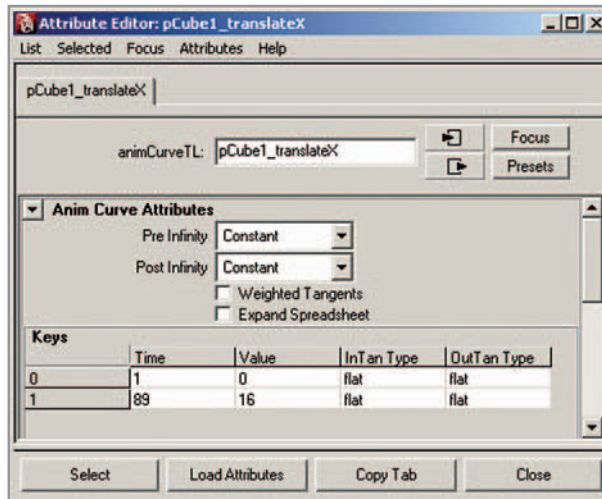 Attribute Editor: pCube1_translateX
List Selected Focus Attributes Help
pCube1_translateX
animCurveTL: pCube1_translateX Focus
Presets
Anim Curve Attributes
Pre Infinity Constant
Post Infinity Constant
Weighted Tangents
Expand Spreadsheet
Keys
Time Value InTan Type OutTan Type
0 1 0 flat flat
1 89 16 flat flat
Select Load Attributes Copy Tab Close